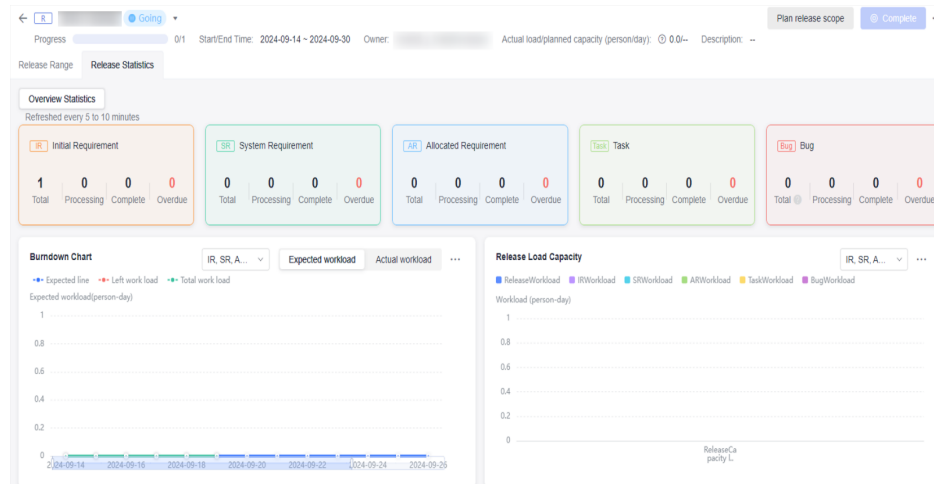 R Going
Plan release scope Complete
Progress 0/1 Start/End Time: 2024-09-14 ~ 2024-09-30 Owner: Actual load/planned capacity (person/day): 0.0/-- Description: --
Release Range Release Statistics
Overview Statistics
Refreshed every 5 to 10 minutes
IR Initial Requirement
1 0 0 0
Total Processing Complete Overdue
SR System Requirement
0 0 0 0
Total Processing Complete Overdue
AR Allocated Requirement
0 0 0 0
Total Processing Complete Overdue
Task Task
0 0 0 0
Total Processing Complete Overdue
Bug Bug
0 0 0 0
Total Processing Complete Overdue
Burndown Chart IR, SR, A... Expected workload Actual workload ...
Expected line Left work load Total work load
Expected workload(person-day)
1
0.8
0.6
0.4
0.2
0
2024-09-14 2024-09-16 2024-09-18 2024-09-20 2024-09-22 2024-09-24 2024-09-26
Release Load Capacity IR, SR, A... ...
ReleaseWorkload IRWorkload SRWorkload ARWorkload TaskWorkload BugWorkload
Workload (person-day)
1
0.8
0.6
0.4
0.2
0
ReleaseCa
pacity L.